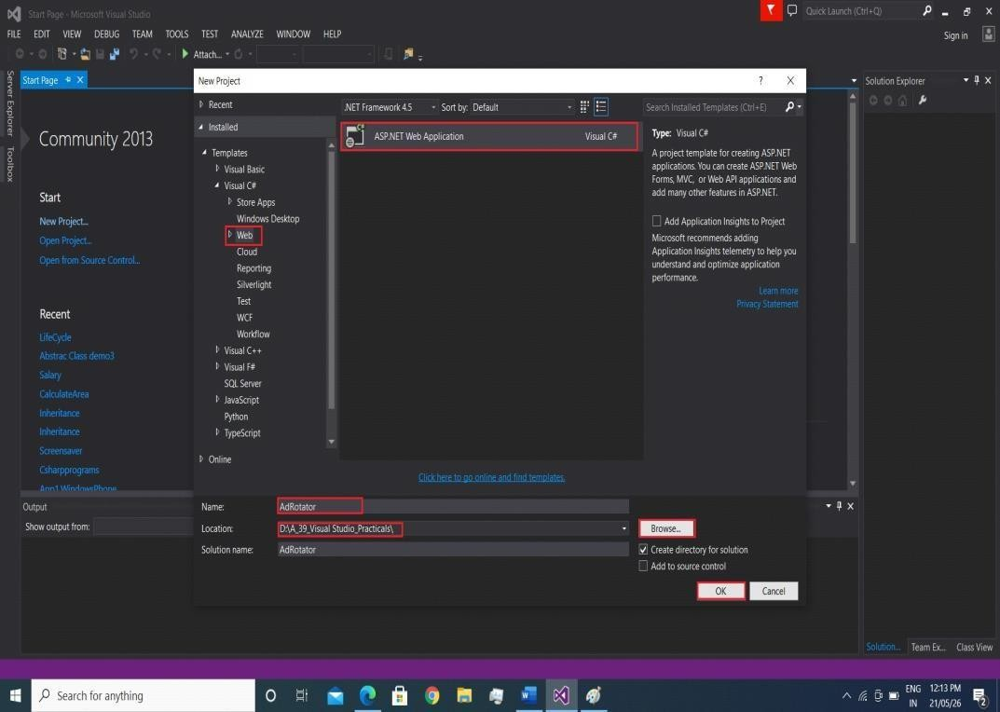 Start Page - Microsoft Visual Studio
Quick Launch (Ctrl+Q)
FILE EDIT VIEW DEBUG TEAM TOOLS TEST ANALYZE WINDOW HELP
Sign in
Attach...
Server Explorer
Toolbox
Start Page
Community 2013
Start
New Project...
Open Project...
Open from Source Control...
Recent
LifeCycle
Abstrac Class demo3
Salary
CalculateArea
Inheritance
Inheritance
Screensaver
Csharpprograms
App1.WindowsPhone
New Project
?
Recent
Installed
Templates
Visual Basic
Visual C#
Store Apps
Windows Desktop
Web
Cloud
Reporting
Silverlight
Test
WCF
Workflow
Visual C++
Visual F#
SQL Server
JavaScript
Python
TypeScript
Online
.NET Framework 4.5 Sort by: Default
Search Installed Templates (Ctrl+E)
ASP.NET Web Application Visual C#
Type: Visual C#
A project template for creating ASP.NET
applications. You can create ASP.NET Web
Forms, MVC, or Web API applications and
add many other features in ASP.NET.
Add Application Insights to Project
Microsoft recommends adding
Application Insights telemetry to help you
understand and optimize application
performance.
Learn more
Privacy Statement
Click here to go online and find templates.
Name: AdRotator
Location: D:\A_39_Visual Studio_Practicals\
Browse...
Solution name: AdRotator
Create directory for solution
Add to source control
OK Cancel
Output
Show output from:
Solution Explorer
Solution... Team Ex... Class View
Search for anything
ENG
IN
12:13 PM
21/05/26
2